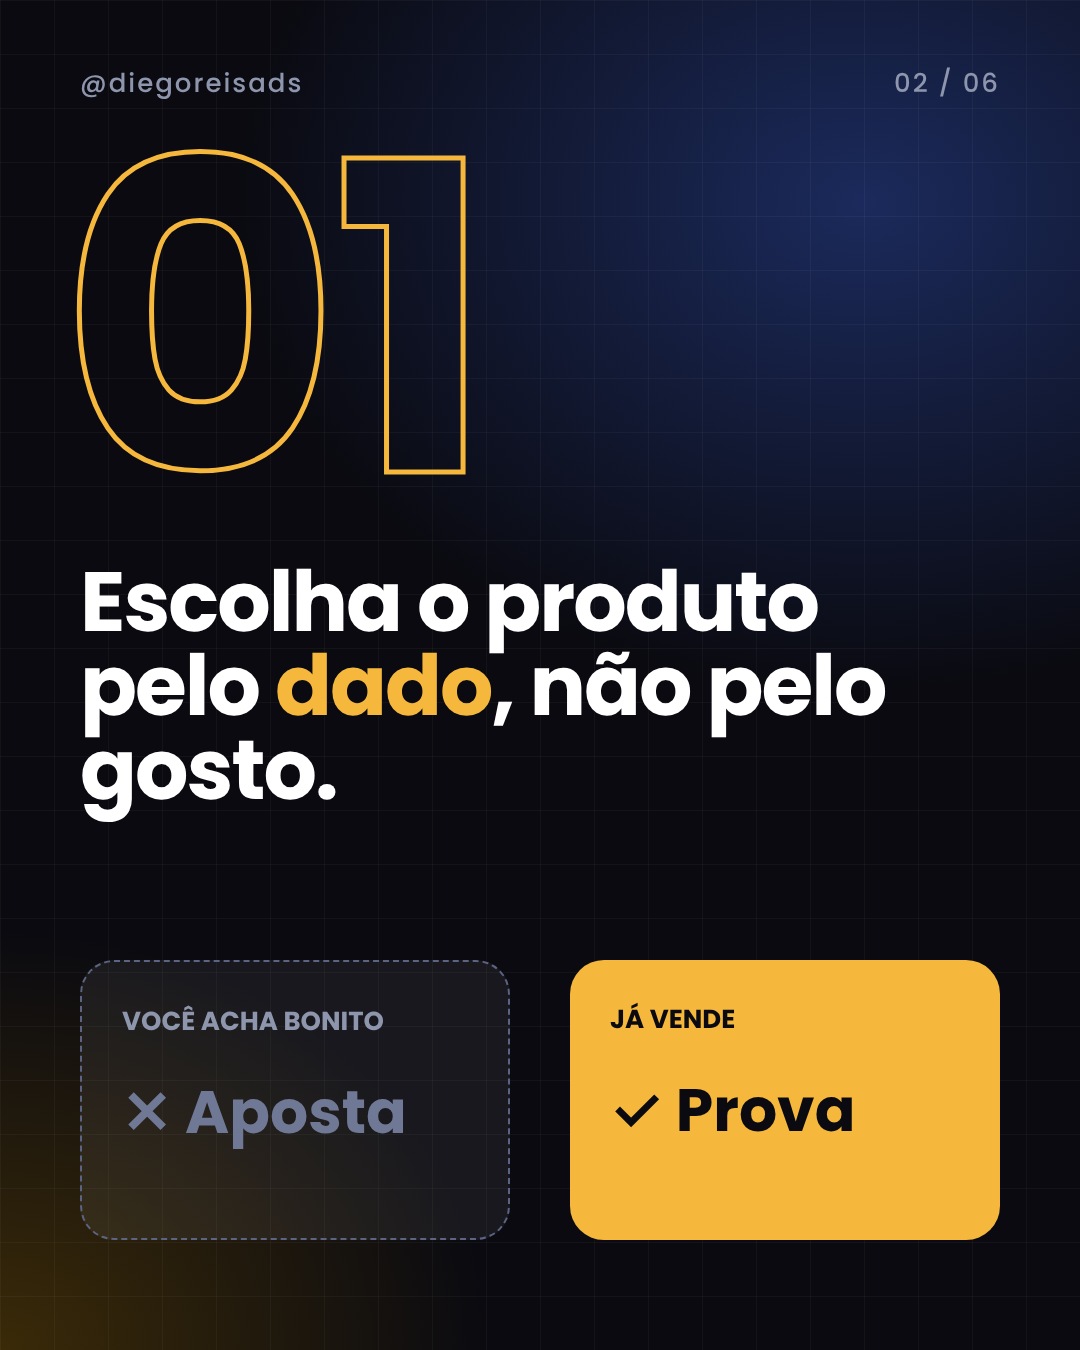 @diegoreisads
02 / 06
01
Escolha o produto
pelo dado, não pelo
gosto.
VOCÊ ACHA BONITO
✕ Aposta
JÁ VENDE
✓ Prova